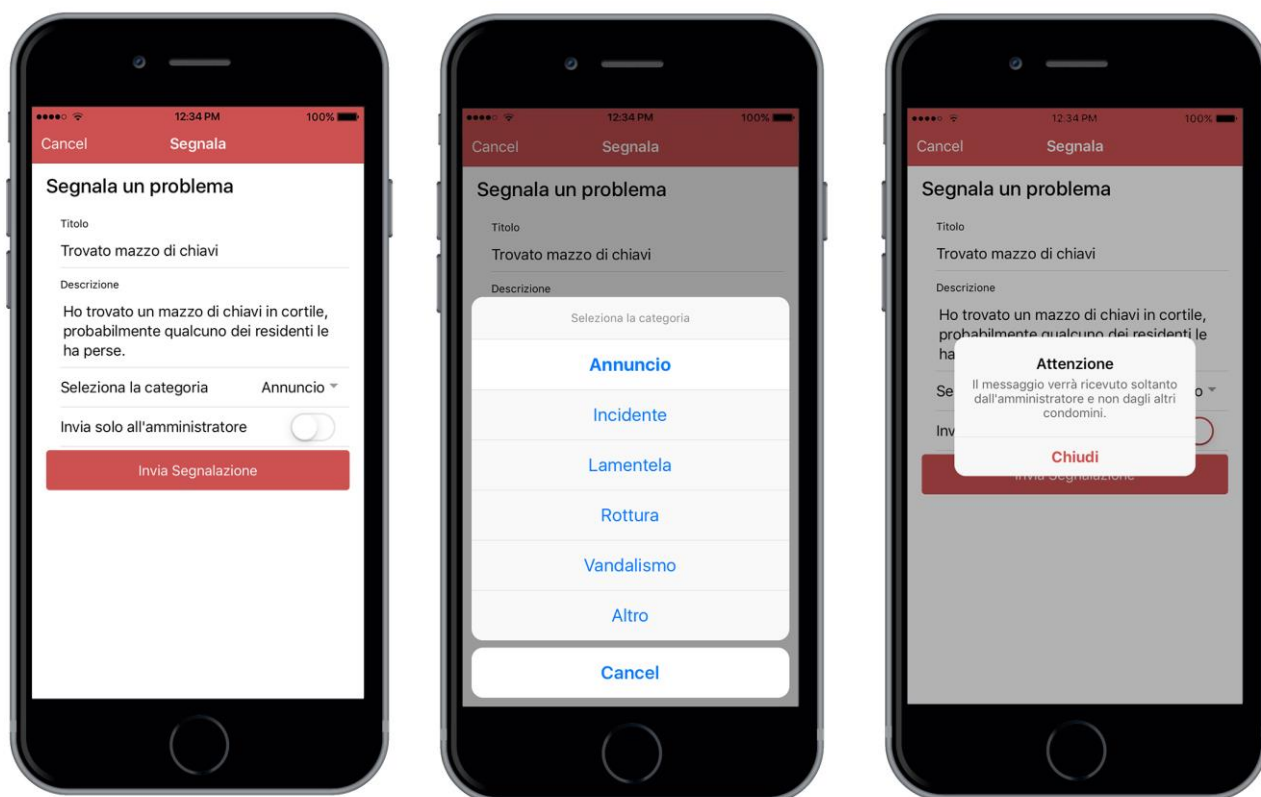 12:34 PM
100%
Cancel
Segnala
Segnala un problema
Titolo
Trovato mazzo di chiavi
Descrizione
Ho trovato un mazzo di chiavi in cortile,
probabilmente qualcuno dei residenti le
ha perse.
Seleziona la categoria
Annuncio
Invia solo all'amministratore
Invia Segnalazione
12:34 PM
100%
Cancel
Segnala
Segnala un problema
Titolo
Trovato mazzo di chiavi
Descrizione
Seleziona la categoria
Annuncio
Incidente
Lamentela
Rottura
Vandalismo
Altro
Cancel
12:34 PM
100%
Cancel
Segnala
Segnala un problema
Titolo
Trovato mazzo di chiavi
Descrizione
Ho trovato un mazzo di chiavi in cortile,
probabilmente qualcuno dei residenti le
ha
Se
o
Inv
Attenzione
Il messaggio verrà ricevuto soltanto
dall'amministratore e non dagli altri
condomini.
Chiudi
Invia Segnalazione